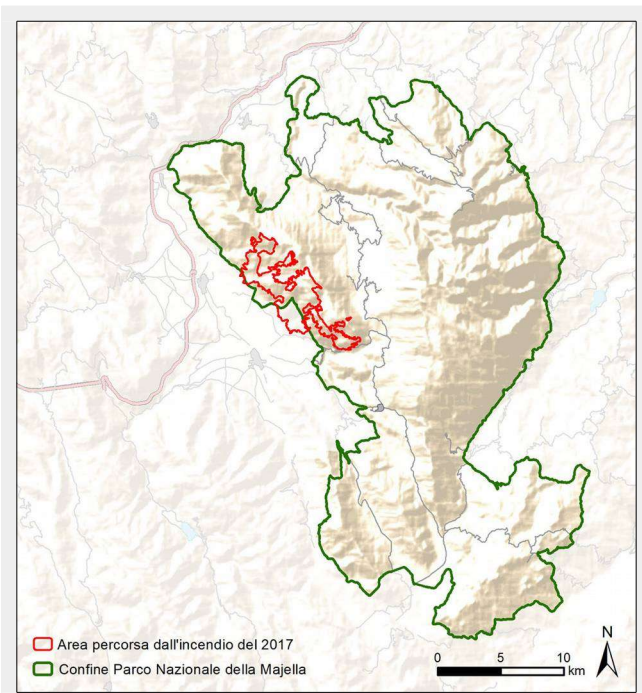 Area percorsa dall'incendio del 2017
Confine Parco Nazionale della Majella
N
0 5 10
km